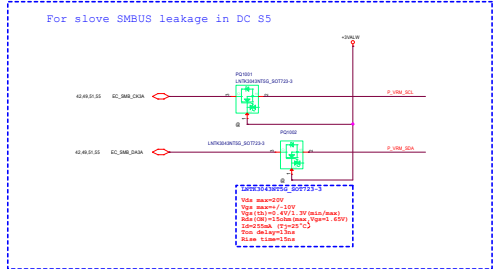 For slove SMBUS leakage in DC S5
+3VALW
PQ1001
LNTK3043NT5G_SOT723-3
42,49,51,55 EC_SMB_CK3A
P_VRN_SCL
@
PQ1002
LNTK3043NT5G_SOT723-3
42,49,51,55 EC_SMB_DA3A
P_VRN_SDA
@
LNTK3043NT5G_SOT723-3
Vds max=20V
Vgs max=+/-10V
Vgs(th)=0.4V/1.3V(min/max)
Rds(ON)=15ohm(max,Vgs=1.65V)
Id=255mA (Tj=25°C)
Ton delay=13ns
Rise time=15ns